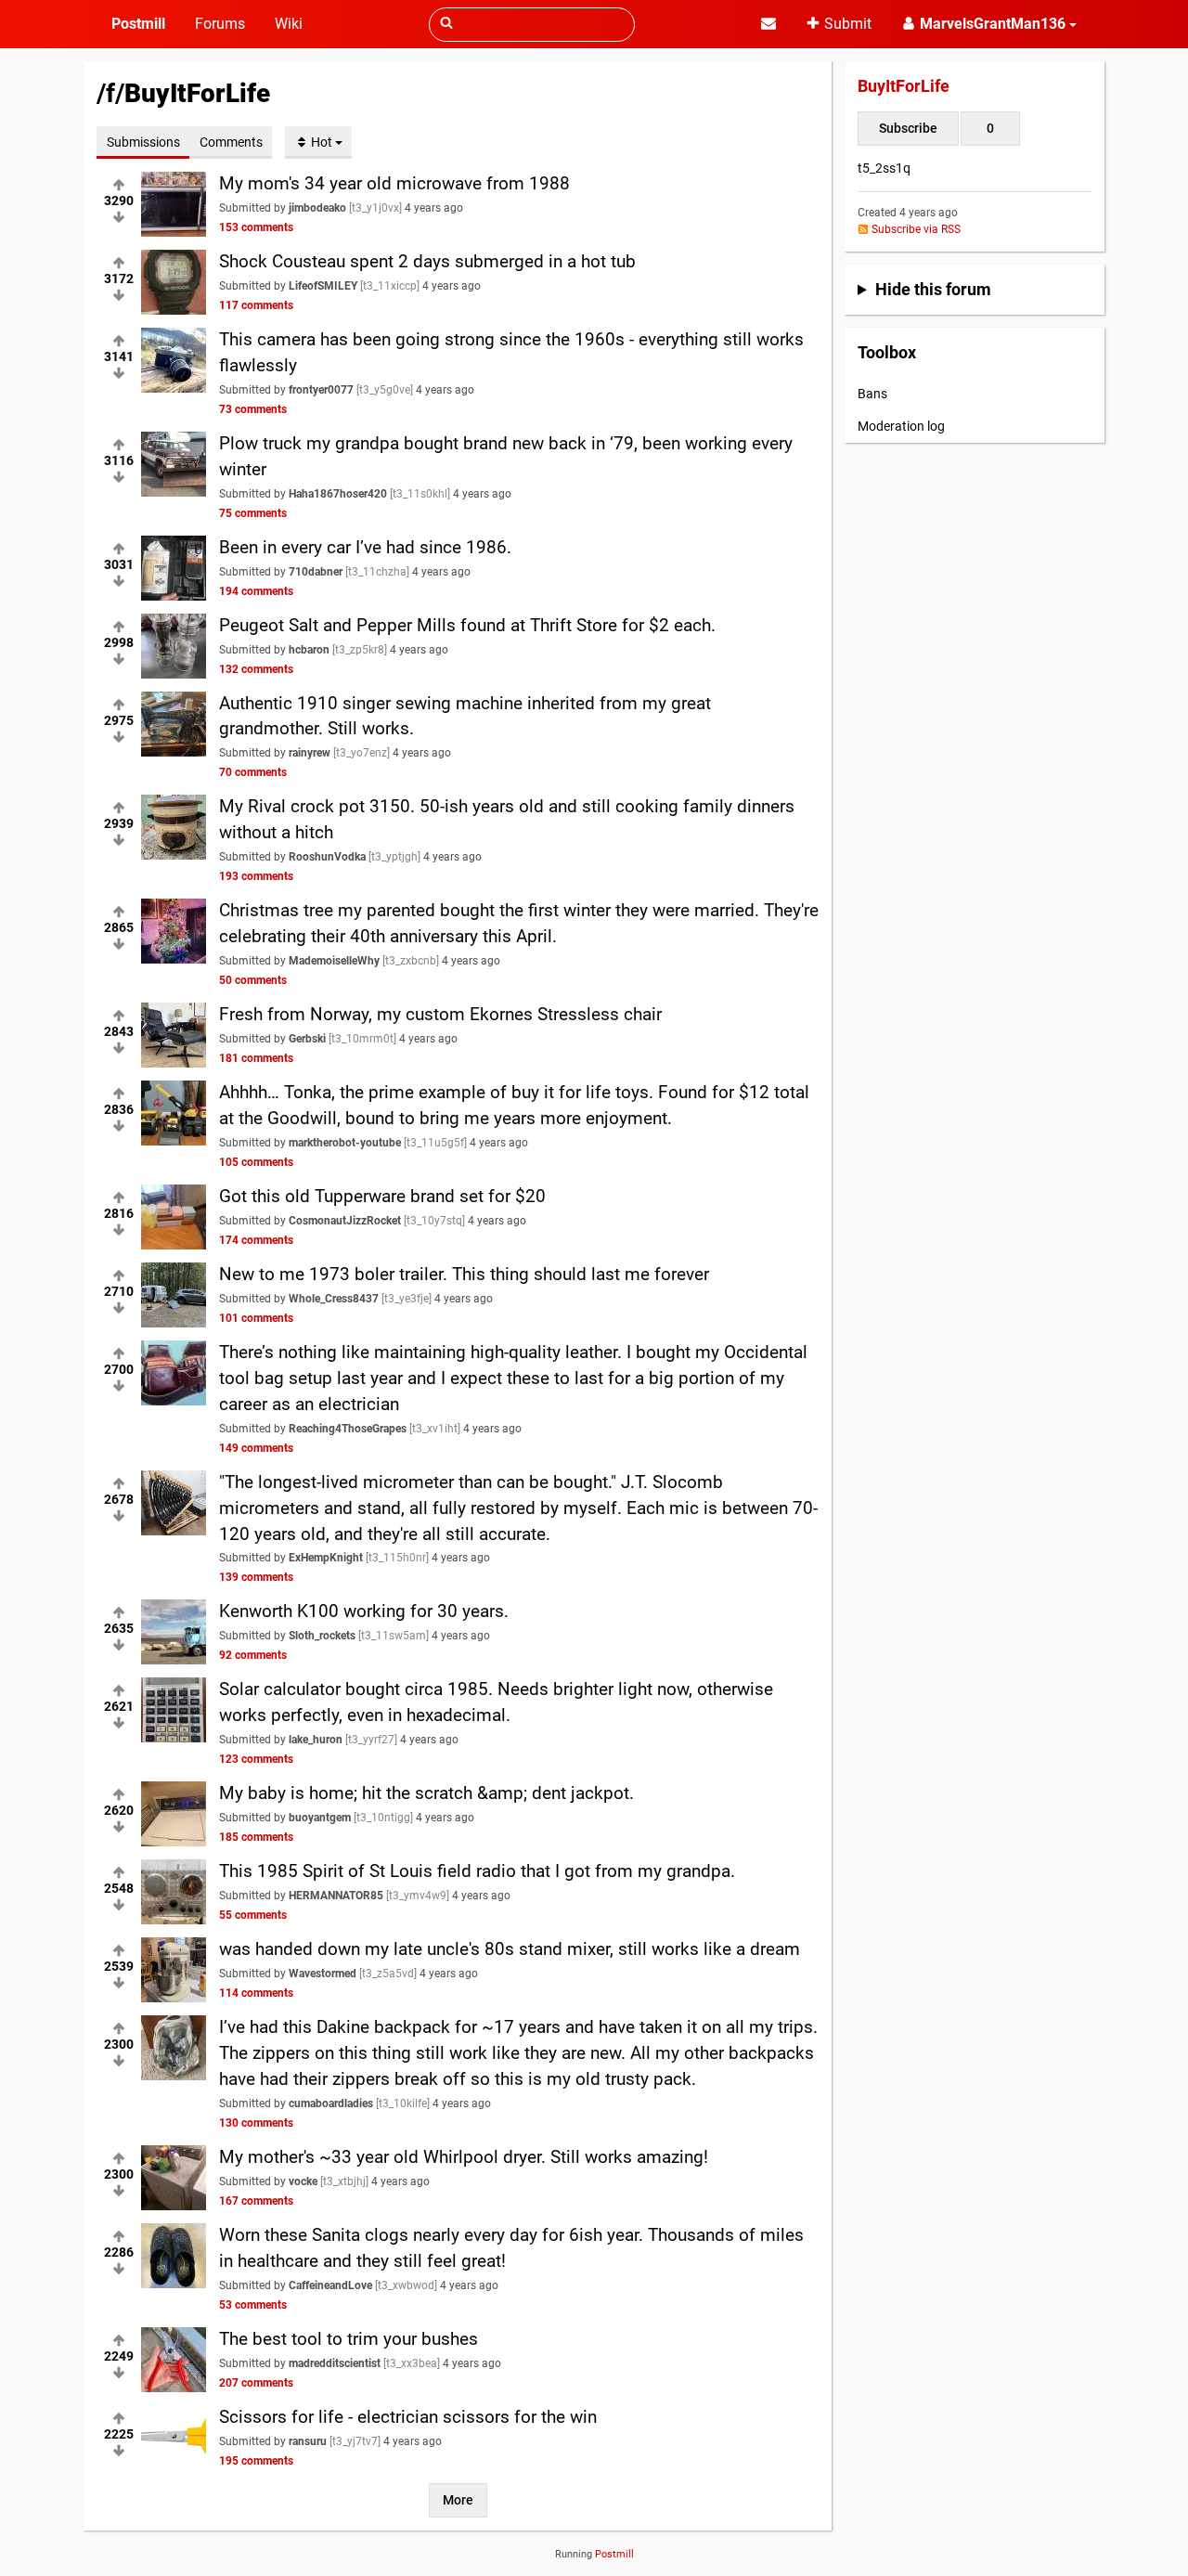 Postmill
Forums
Wiki
Submit
MarvelsGrantMan136
/f/BuyItForLife
Submissions
Comments
Hot
3290
My mom's 34 year old microwave from 1988
Submitted by jimbodeako [t3_y1j0vx] 4 years ago
153 comments
3172
Shock Cousteau spent 2 days submerged in a hot tub
Submitted by LifeofSMILEY [t3_11xiccp] 4 years ago
117 comments
3141
This camera has been going strong since the 1960s - everything still works
flawlessly
Submitted by frontyer0077 [t3_y5g0ve] 4 years ago
73 comments
3116
Plow truck my grandpa bought brand new back in ‘79, been working every
winter
Submitted by Haha1867hoser420 [t3_11s0khl] 4 years ago
75 comments
3031
Been in every car I’ve had since 1986.
Submitted by 710dabner [t3_11chzha] 4 years ago
194 comments
2998
Peugeot Salt and Pepper Mills found at Thrift Store for $2 each.
Submitted by hcbaron [t3_zp5kr8] 4 years ago
132 comments
2975
Authentic 1910 singer sewing machine inherited from my great
grandmother. Still works.
Submitted by rainyrew [t3_yo7enz] 4 years ago
70 comments
2939
My Rival crock pot 3150. 50-ish years old and still cooking family dinners
without a hitch
Submitted by RooshunVodka [t3_yptjgh] 4 years ago
193 comments
2865
Christmas tree my parented bought the first winter they were married. They're
celebrating their 40th anniversary this April.
Submitted by MademoiselleWhy [t3_zxbcnb] 4 years ago
50 comments
2843
Fresh from Norway, my custom Ekornes Stressless chair
Submitted by Gerbski [t3_10mrm0t] 4 years ago
181 comments
2836
Ahhhh… Tonka, the prime example of buy it for life toys. Found for $12 total
at the Goodwill, bound to bring me years more enjoyment.
Submitted by marktherobot-youtube [t3_11u5g5f] 4 years ago
105 comments
2816
Got this old Tupperware brand set for $20
Submitted by CosmonautJizzRocket [t3_10y7stq] 4 years ago
174 comments
2710
New to me 1973 boler trailer. This thing should last me forever
Submitted by Whole_Cress8437 [t3_ye3fje] 4 years ago
101 comments
2700
There’s nothing like maintaining high-quality leather. I bought my Occidental
tool bag setup last year and I expect these to last for a big portion of my
career as an electrician
Submitted by Reaching4ThoseGrapes [t3_xv1iht] 4 years ago
149 comments
2678
"The longest-lived micrometer than can be bought." J.T. Slocomb
micrometers and stand, all fully restored by myself. Each mic is between 70-
120 years old, and they're all still accurate.
Submitted by ExHempKnight [t3_115h0nr] 4 years ago
139 comments
2635
Kenworth K100 working for 30 years.
Submitted by Sloth_rockets [t3_11sw5am] 4 years ago
92 comments
2621
Solar calculator bought circa 1985. Needs brighter light now, otherwise
works perfectly, even in hexadecimal.
Submitted by lake_huron [t3_yyrf27] 4 years ago
123 comments
2620
My baby is home; hit the scratch &amp; dent jackpot.
Submitted by buoyantgem [t3_10ntigg] 4 years ago
185 comments
2548
This 1985 Spirit of St Louis field radio that I got from my grandpa.
Submitted by HERMANNATOR85 [t3_ymv4w9] 4 years ago
55 comments
2539
was handed down my late uncle's 80s stand mixer, still works like a dream
Submitted by Wavestormed [t3_z5a5vd] 4 years ago
114 comments
2300
I’ve had this Dakine backpack for ~17 years and have taken it on all my trips.
The zippers on this thing still work like they are new. All my other backpacks
have had their zippers break off so this is my old trusty pack.
Submitted by cumaboardladies [t3_10kilfe] 4 years ago
130 comments
2300
My mother's ~33 year old Whirlpool dryer. Still works amazing!
Submitted by vocke [t3_xtbjhj] 4 years ago
167 comments
2286
Worn these Sanita clogs nearly every day for 6ish year. Thousands of miles
in healthcare and they still feel great!
Submitted by CaffeineandLove [t3_xwbwod] 4 years ago
53 comments
2249
The best tool to trim your bushes
Submitted by madredditscientist [t3_xx3bea] 4 years ago
207 comments
2225
Scissors for life - electrician scissors for the win
Submitted by ransuru [t3_yj7tv7] 4 years ago
195 comments
More
BuyItForLife
Subscribe
0
t5_2ss1q
Created 4 years ago
Subscribe via RSS
Hide this forum
Toolbox
Bans
Moderation log
Running Postmill